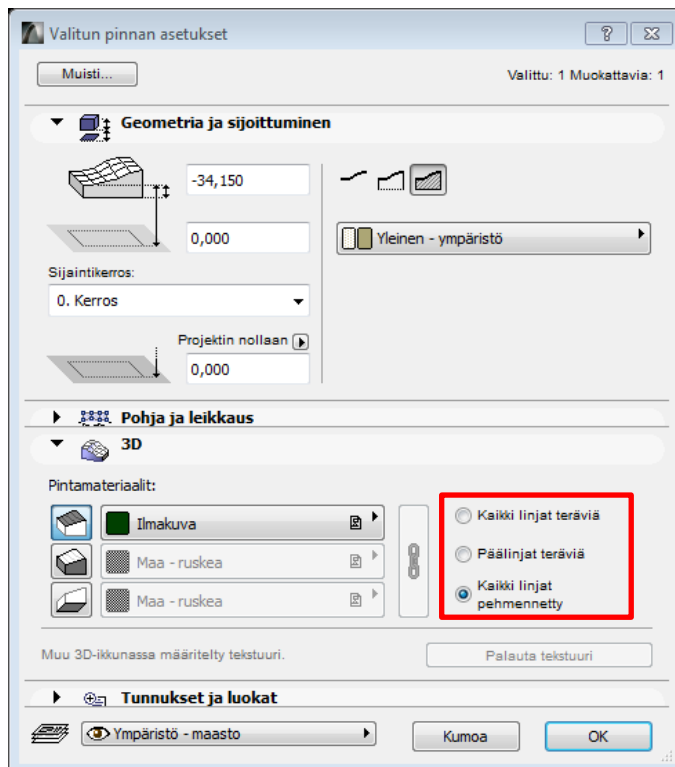 Valitun pinnan asetukset
Muisti...
Valittu: 1 Muokattavia: 1
Geometria ja sijoittuminen
-34,150
0,000
Yleinen - ympäristö
Sijaintikerros:
0. Kerros
Projektin nollaan
0,000
Pohja ja leikkaus
3D
Pintamateriaalit:
Ilmakuva
Maa - ruskea
Maa - ruskea
Kaikki linjat teräviä
Päälinjat teräviä
Kaikki linjat
pehmennetty
Muu 3D-ikkunassa määritelty tekstuuri.
Palauta tekstuuri
Tunnukset ja luokat
Ympäristö - maasto
Kumoa
OK